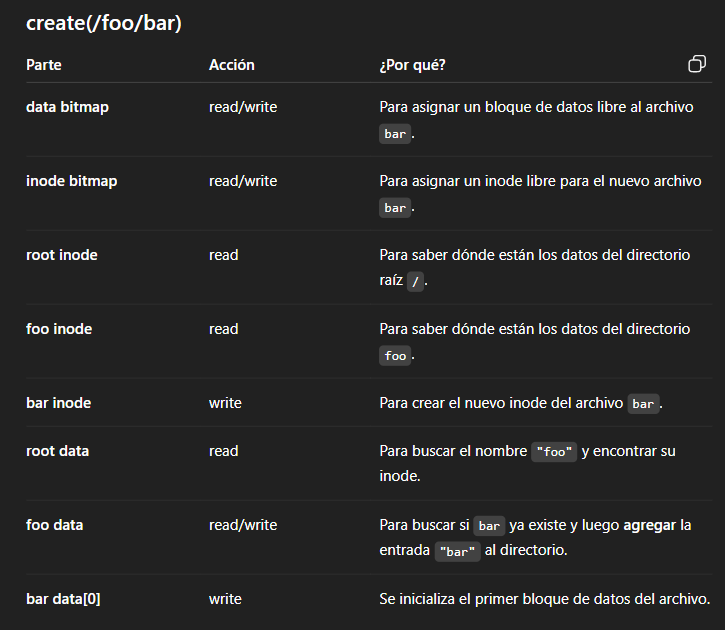 create(/foo/bar)
Parte Acción ¿Por qué?
data bitmap read/write Para asignar un bloque de datos libre al archivo
bar.
inode bitmap read/write Para asignar un inode libre para el nuevo archivo
bar.
root inode read Para saber dónde están los datos del directorio
raíz /.
foo inode read Para saber dónde están los datos del directorio
foo.
bar inode write Para crear el nuevo inode del archivo bar.
root data read Para buscar el nombre "foo" y encontrar su
inode.
foo data read/write Para buscar si bar ya existe y luego agregar la
entrada "bar" al directorio.
bar data[0] write Se inicializa el primer bloque de datos del archivo.